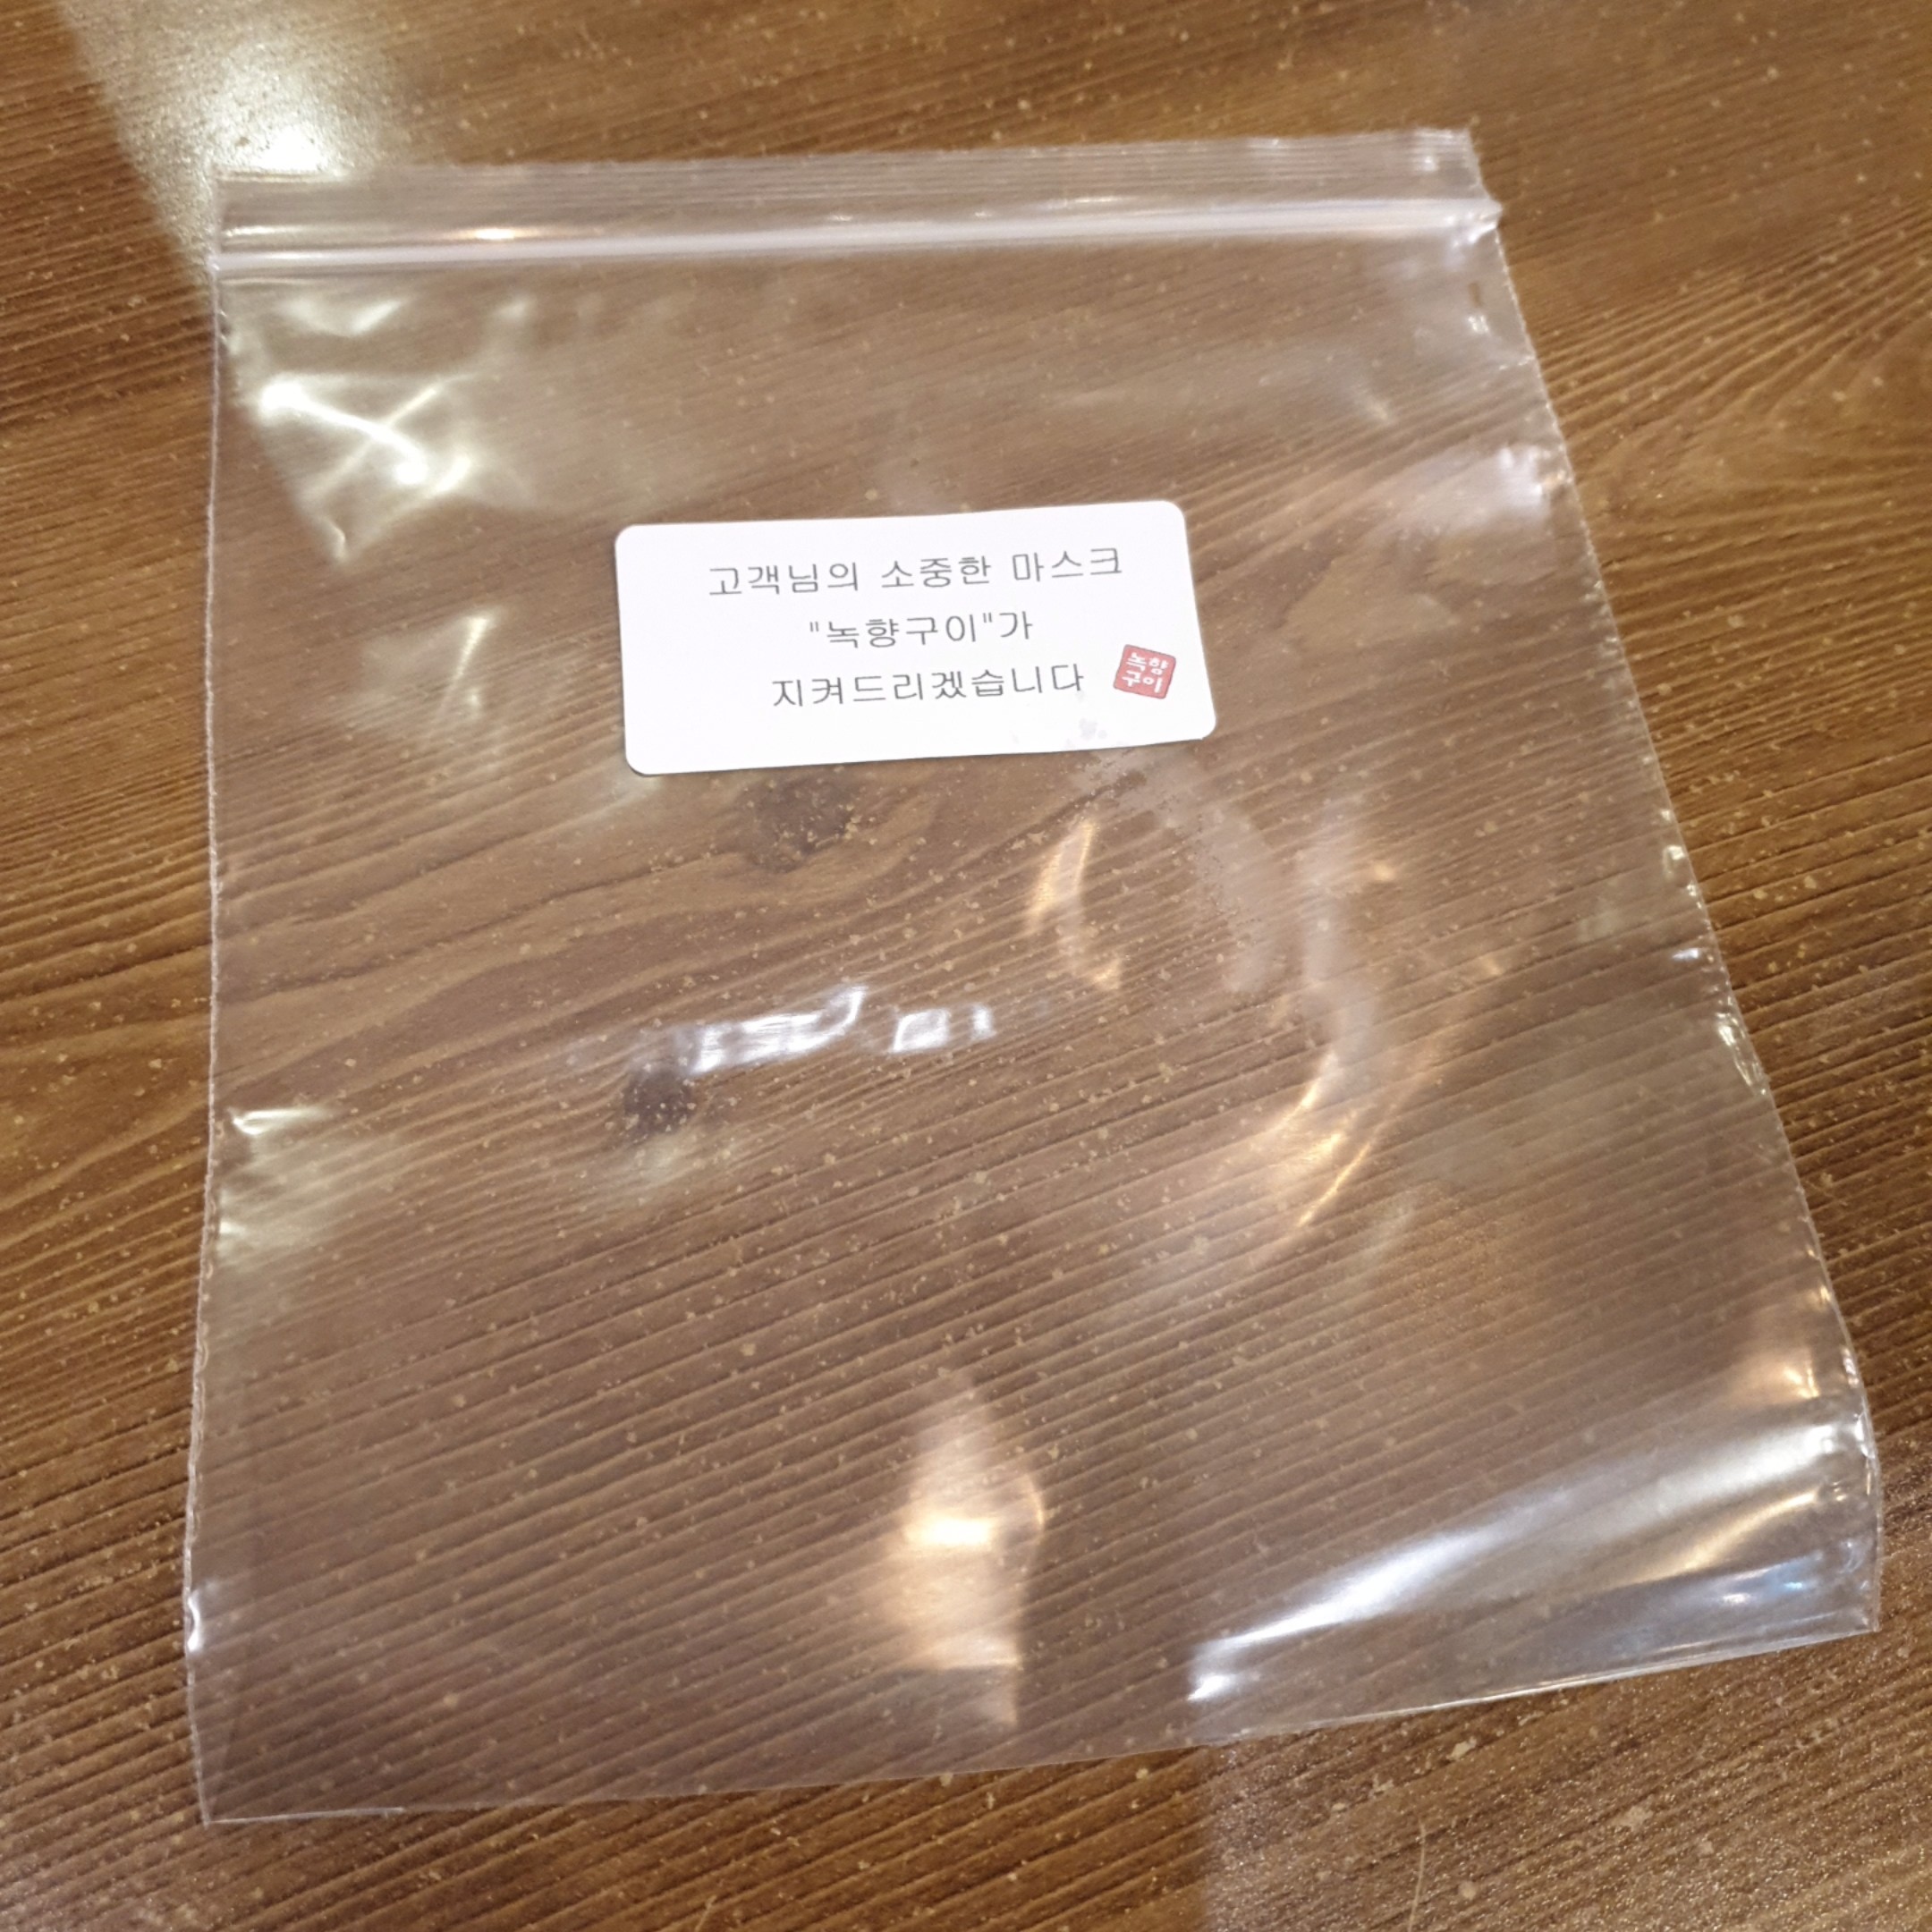 고객님의 소중한 마스크
"녹향구이"가
지켜드리겠습니다
녹향
구이